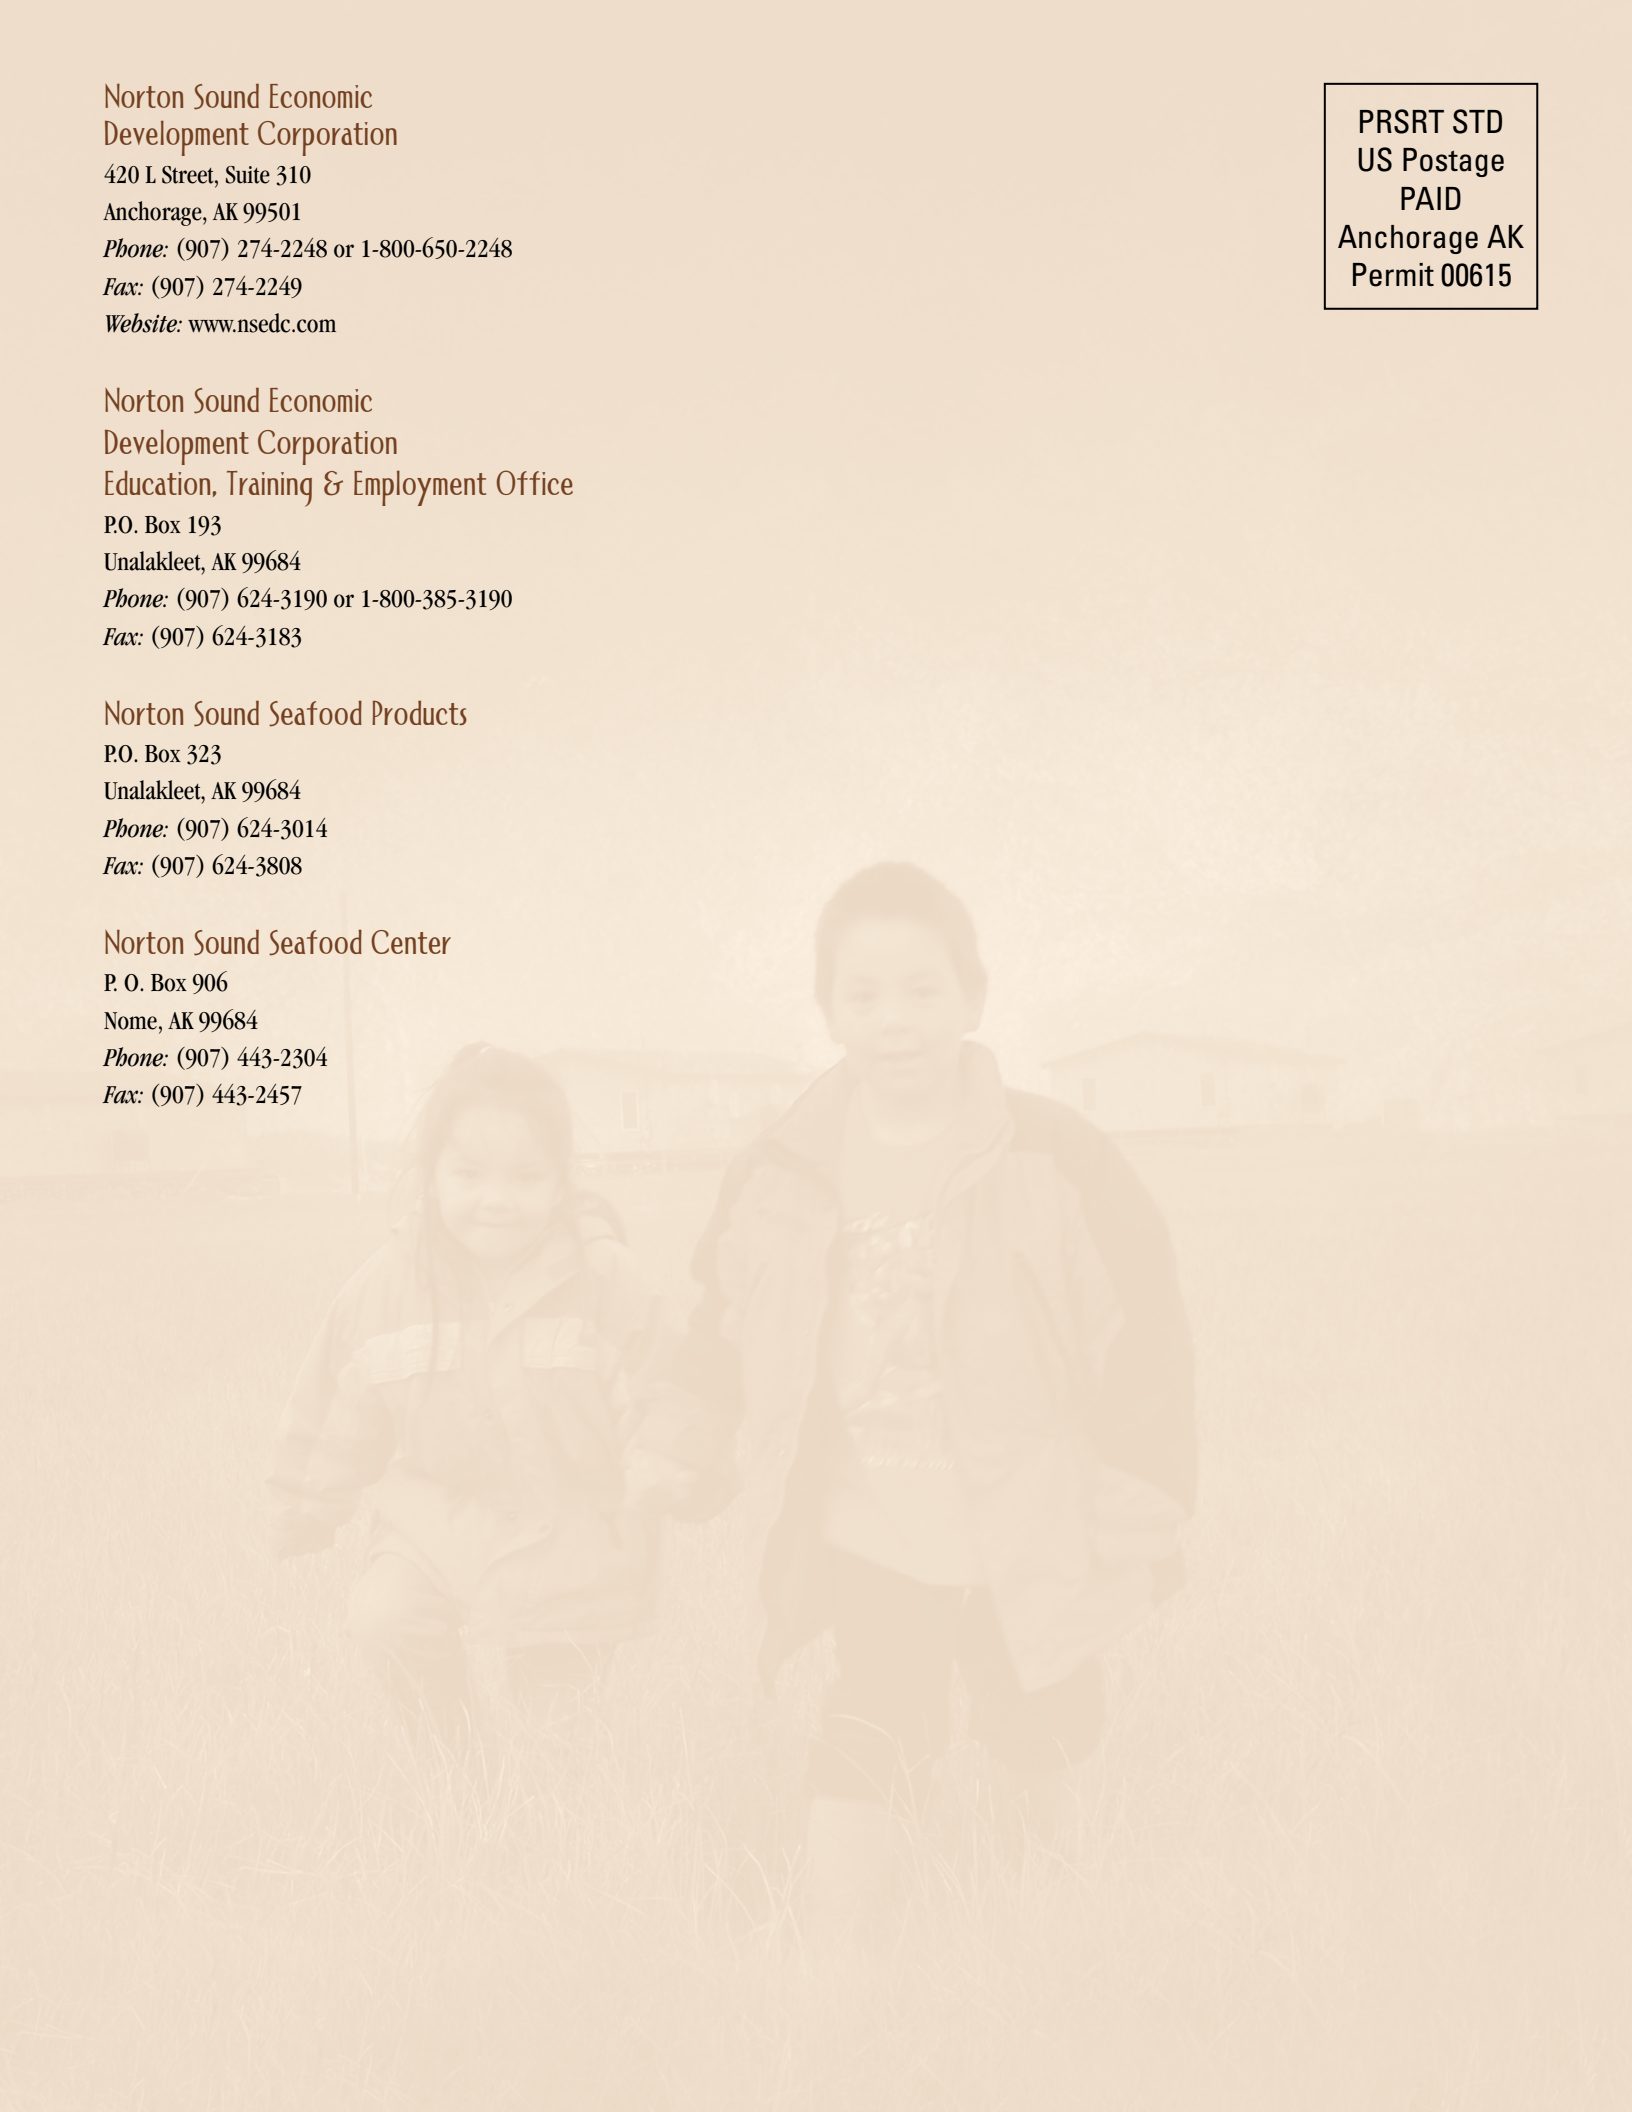 Norton Sound Economic
Development Corporation
420 L Street, Suite 310
Anchorage, AK 99501
Phone: (907) 274-2248 or 1-800-650-2248
Fax: (907) 274-2249
Website: www.nsedc.com
Norton Sound Economic
Development Corporation
Education, Training & Employment Office
P.O. Box 193
Unalakleet, AK 99684
Phone: (907) 624-3190 or 1-800-385-3190
Fax: (907) 624-3183
Norton Sound Seafood Products
P.O. Box 323
Unalakleet, AK 99684
Phone: (907) 624-3014
Fax: (907) 624-3808
Norton Sound Seafood Center
P. O. Box 906
Nome, AK 99684
Phone: (907) 443-2304
Fax: (907) 443-2457
PRSRT STD
US Postage
PAID
Anchorage AK
Permit 00615